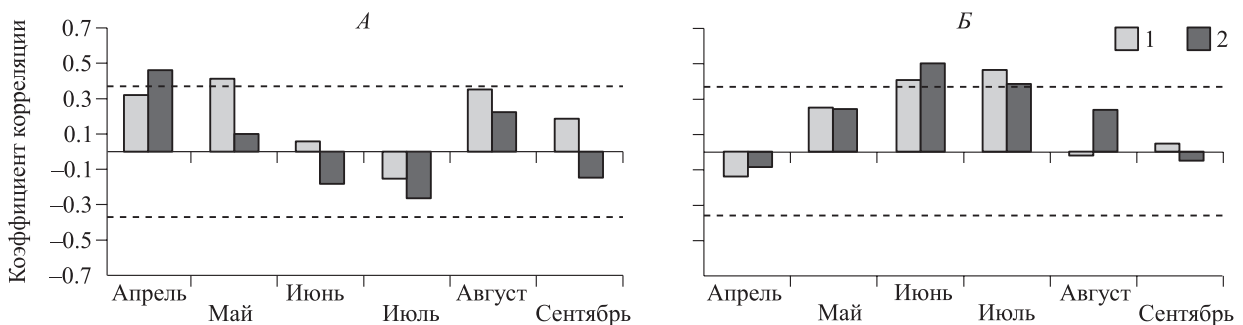 А
Б
1
2
Коэффициент корреляции
0.7
0.5
0.3
0.1
–0.1
–0.3
–0.5
–0.7
Апрель
Май
Июнь
Июль
Август
Сентябрь
Апрель
Май
Июнь
Июль
Август
Сентябрь